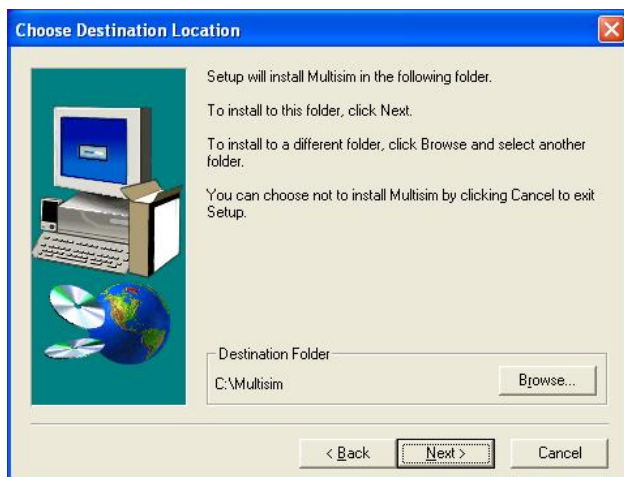 Choose Destination Location
Setup will install Multisim in the following folder.
To install to this folder, click Next.
To install to a different folder, click Browse and select another
folder.
You can choose not to install Multisim by clicking Cancel to exit
Setup.
Destination Folder
C:\Multisim
Browse...
< Back
Next >
Cancel